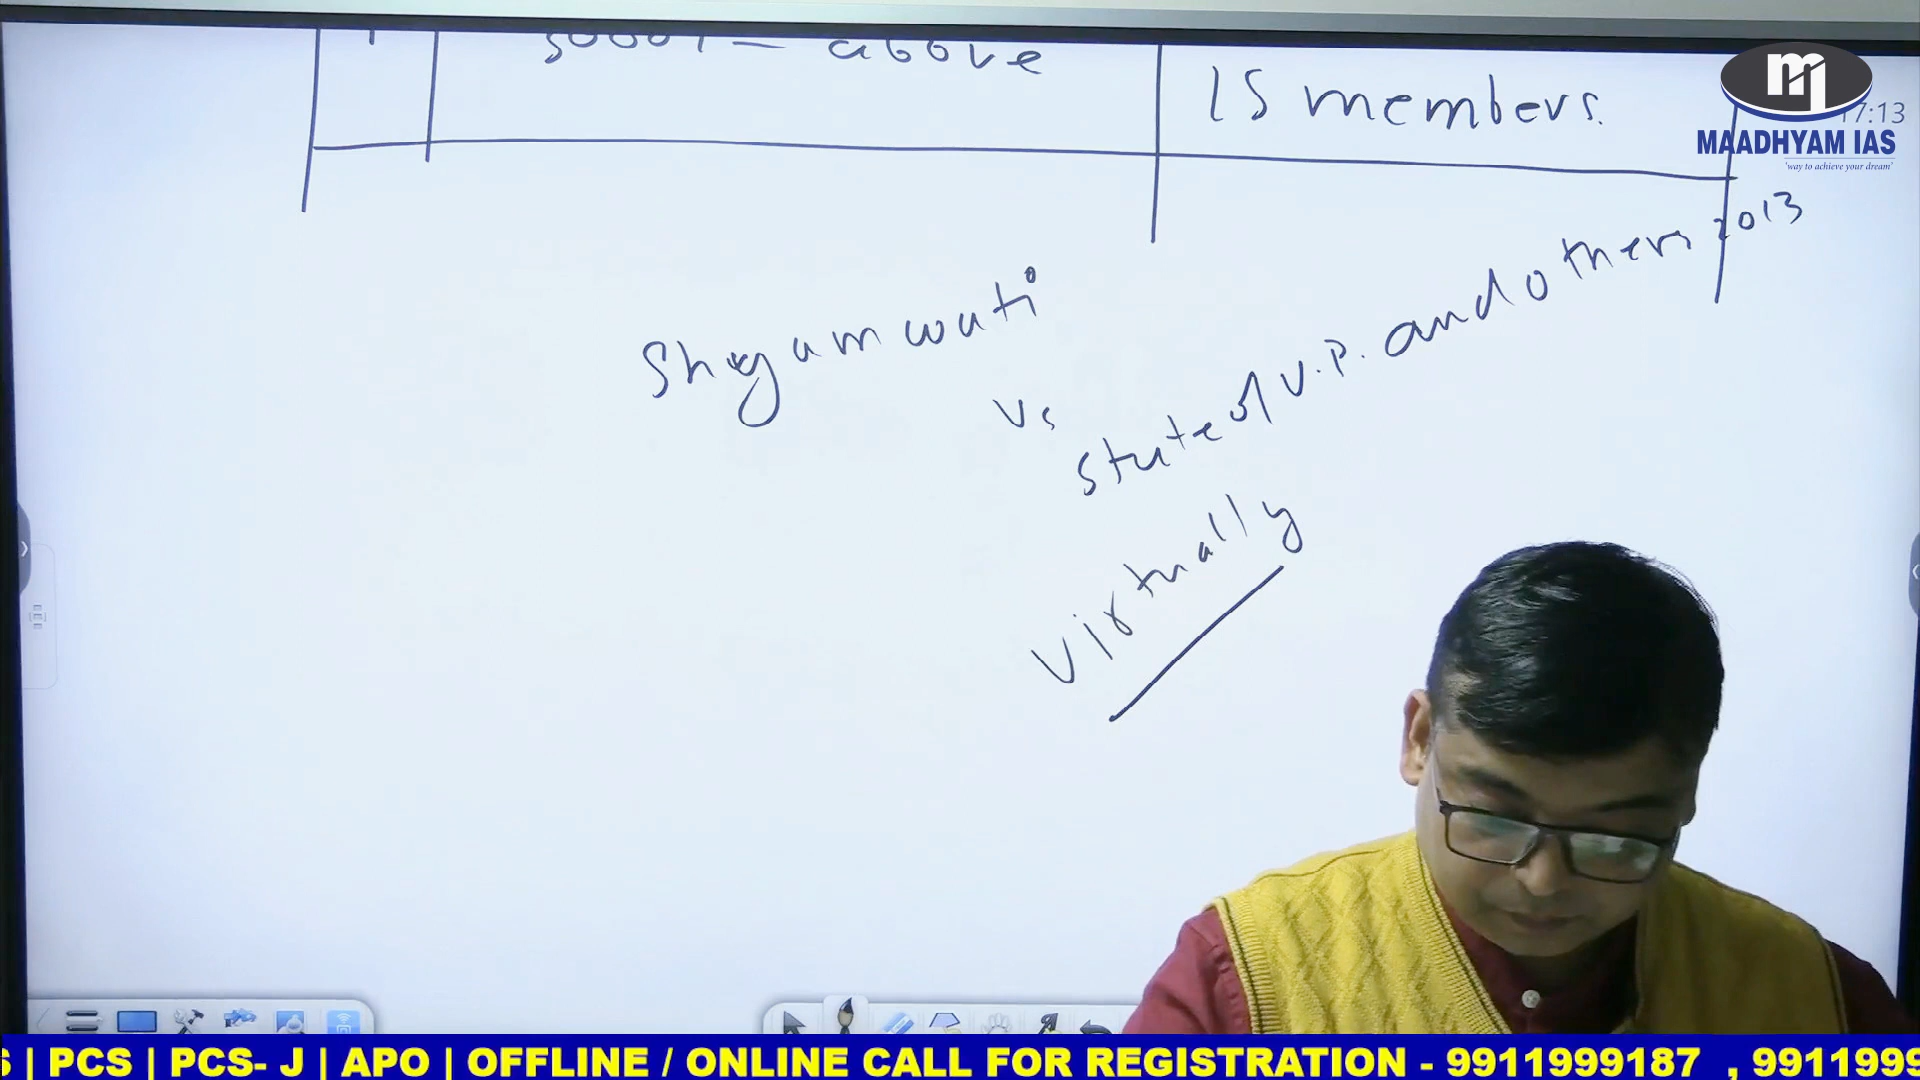 above
15 members.
17:13
m
MAADHYAM IAS
'way to achieve your dream'
Shyamwati
vs
State of U.P. and others 2013
Virtually
S | PCS | PCS- J | APO | OFFLINE / ONLINE CALL FOR REGISTRATION - 9911999187 , 9911999